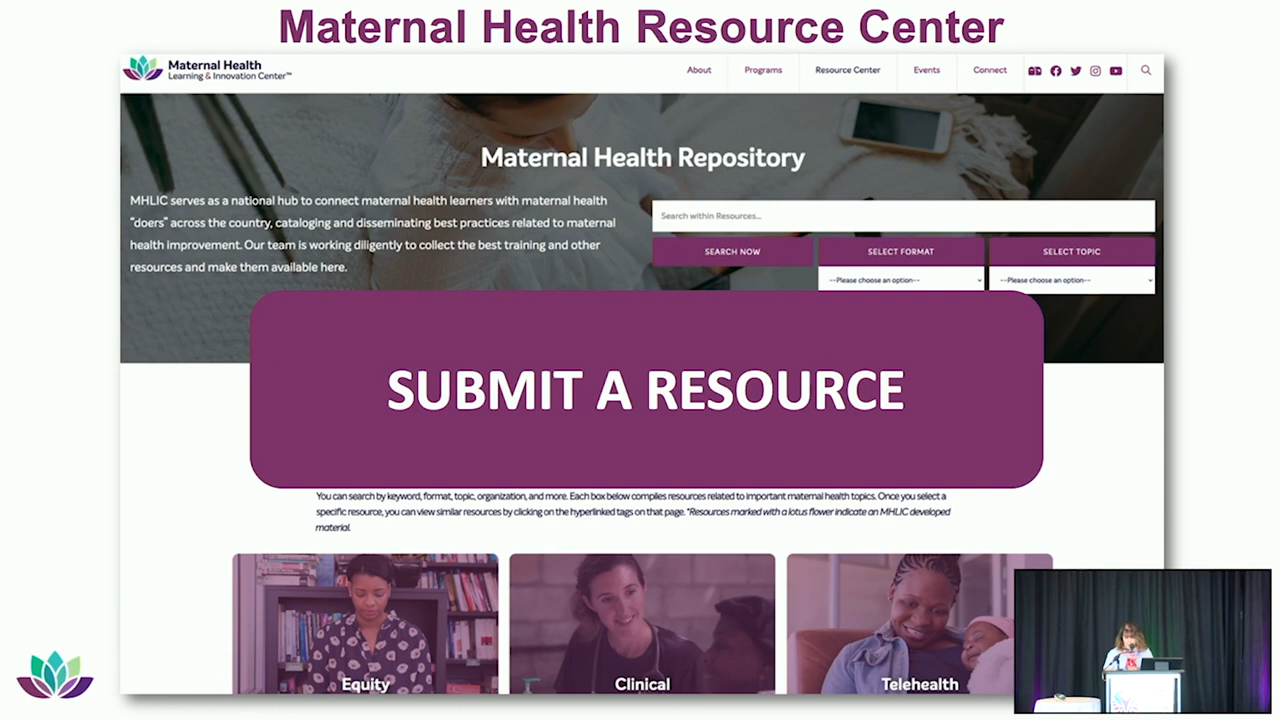 Maternal Health Resource Center
Maternal Health
Learning & Innovation Center™
About
Programs
Resource Center
Events
Connect
Maternal Health Repository
MHLIC serves as a national hub to connect maternal health learners with maternal health
“doers” across the country, cataloging and disseminating best practices related to maternal
health improvement. Our team is working diligently to collect the best training and other
resources and make them available here.
Search within Resources...
SEARCH NOW
SELECT FORMAT
SELECT TOPIC
--Please choose an option--
--Please choose an option--
SUBMIT A RESOURCE
You can search by keyword, format, topic, organization, and more. Each box below compiles resources related to important maternal health topics. Once you select a
specific resource, you can view similar resources by clicking on the hyperlinked tags on that page. *Resources marked with a lotus flower indicate an MHLIC developed
material.
Equity
Clinical
Telehealth